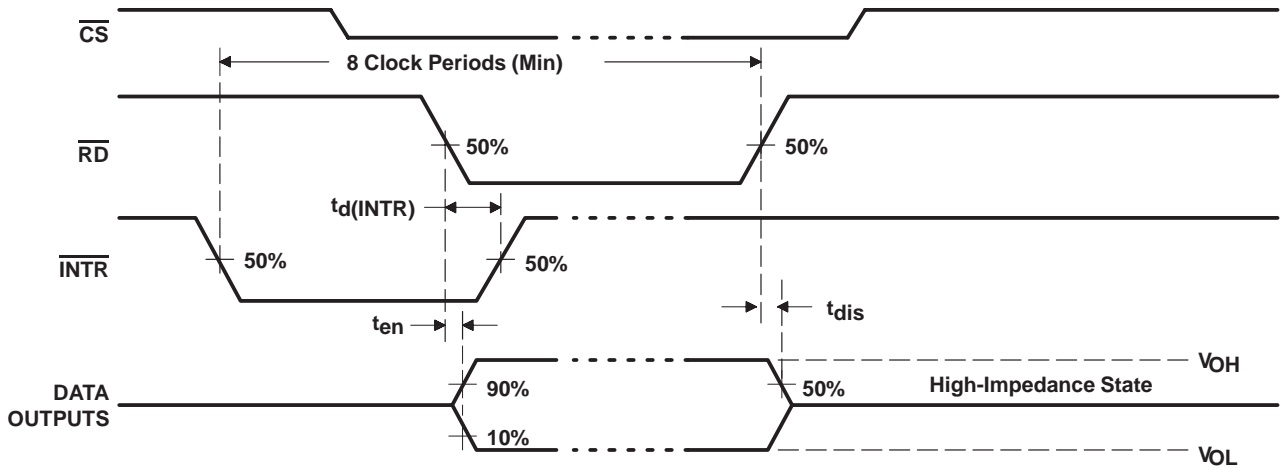 CS
8 Clock Periods (Min)
RD
50%
50%
td(INTR)
INTR
50%
50%
ten
tdis
DATA
OUTPUTS
90%
10%
50%
High-Impedance State
VOH
VOL